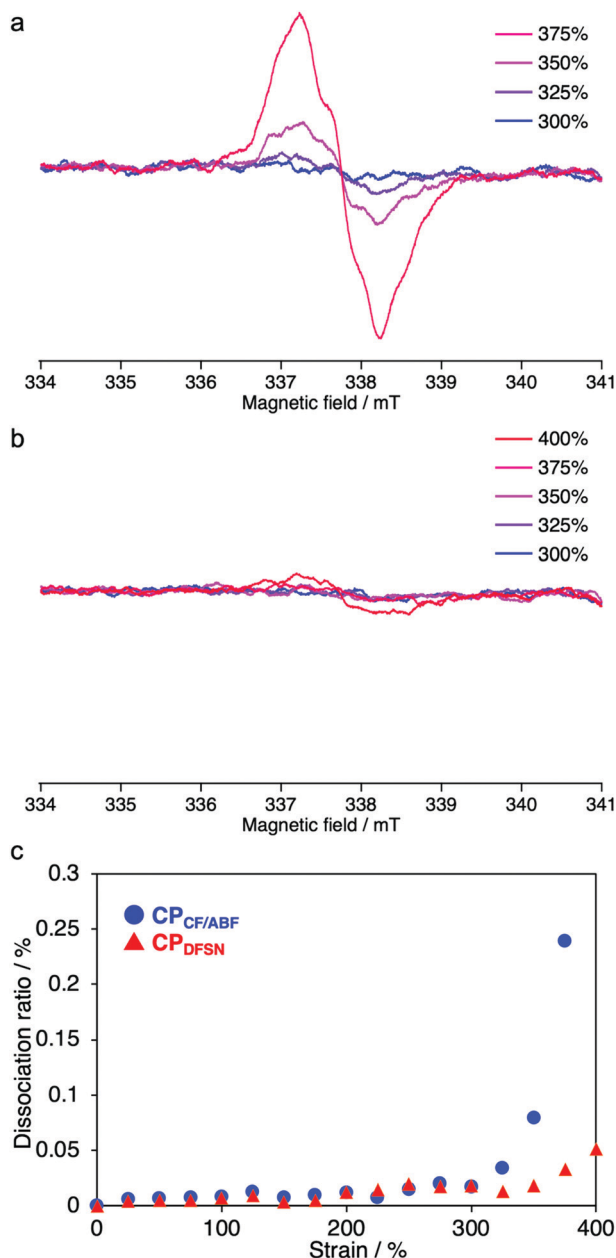 a
375%
350%
325%
300%
334 335 336 337 338 339 340 341
Magnetic field / mT
b
400%
375%
350%
325%
300%
334 335 336 337 338 339 340 341
Magnetic field / mT
c
0.3
0.25
0.2
0.15
0.1
0.05
0
Dissociation ratio / %
CP_CF/ABF
CP_DFSN
0 100 200 300 400
Strain / %